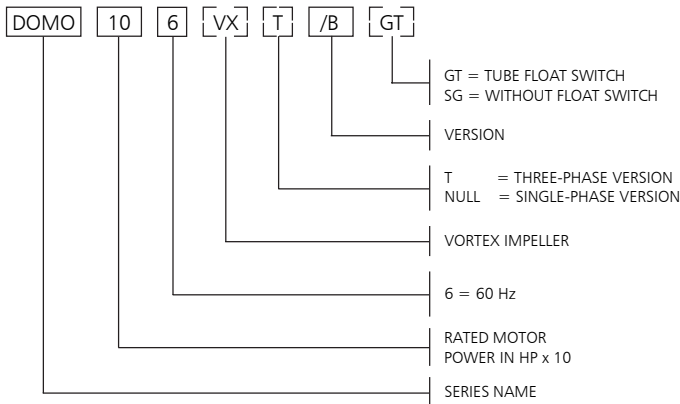 DOMO 10 6 VX T /B GT
GT = TUBE FLOAT SWITCH
SG = WITHOUT FLOAT SWITCH
VERSION
T = THREE-PHASE VERSION
NULL = SINGLE-PHASE VERSION
VORTEX IMPELLER
6 = 60 Hz
RATED MOTOR
POWER IN HP x 10
SERIES NAME